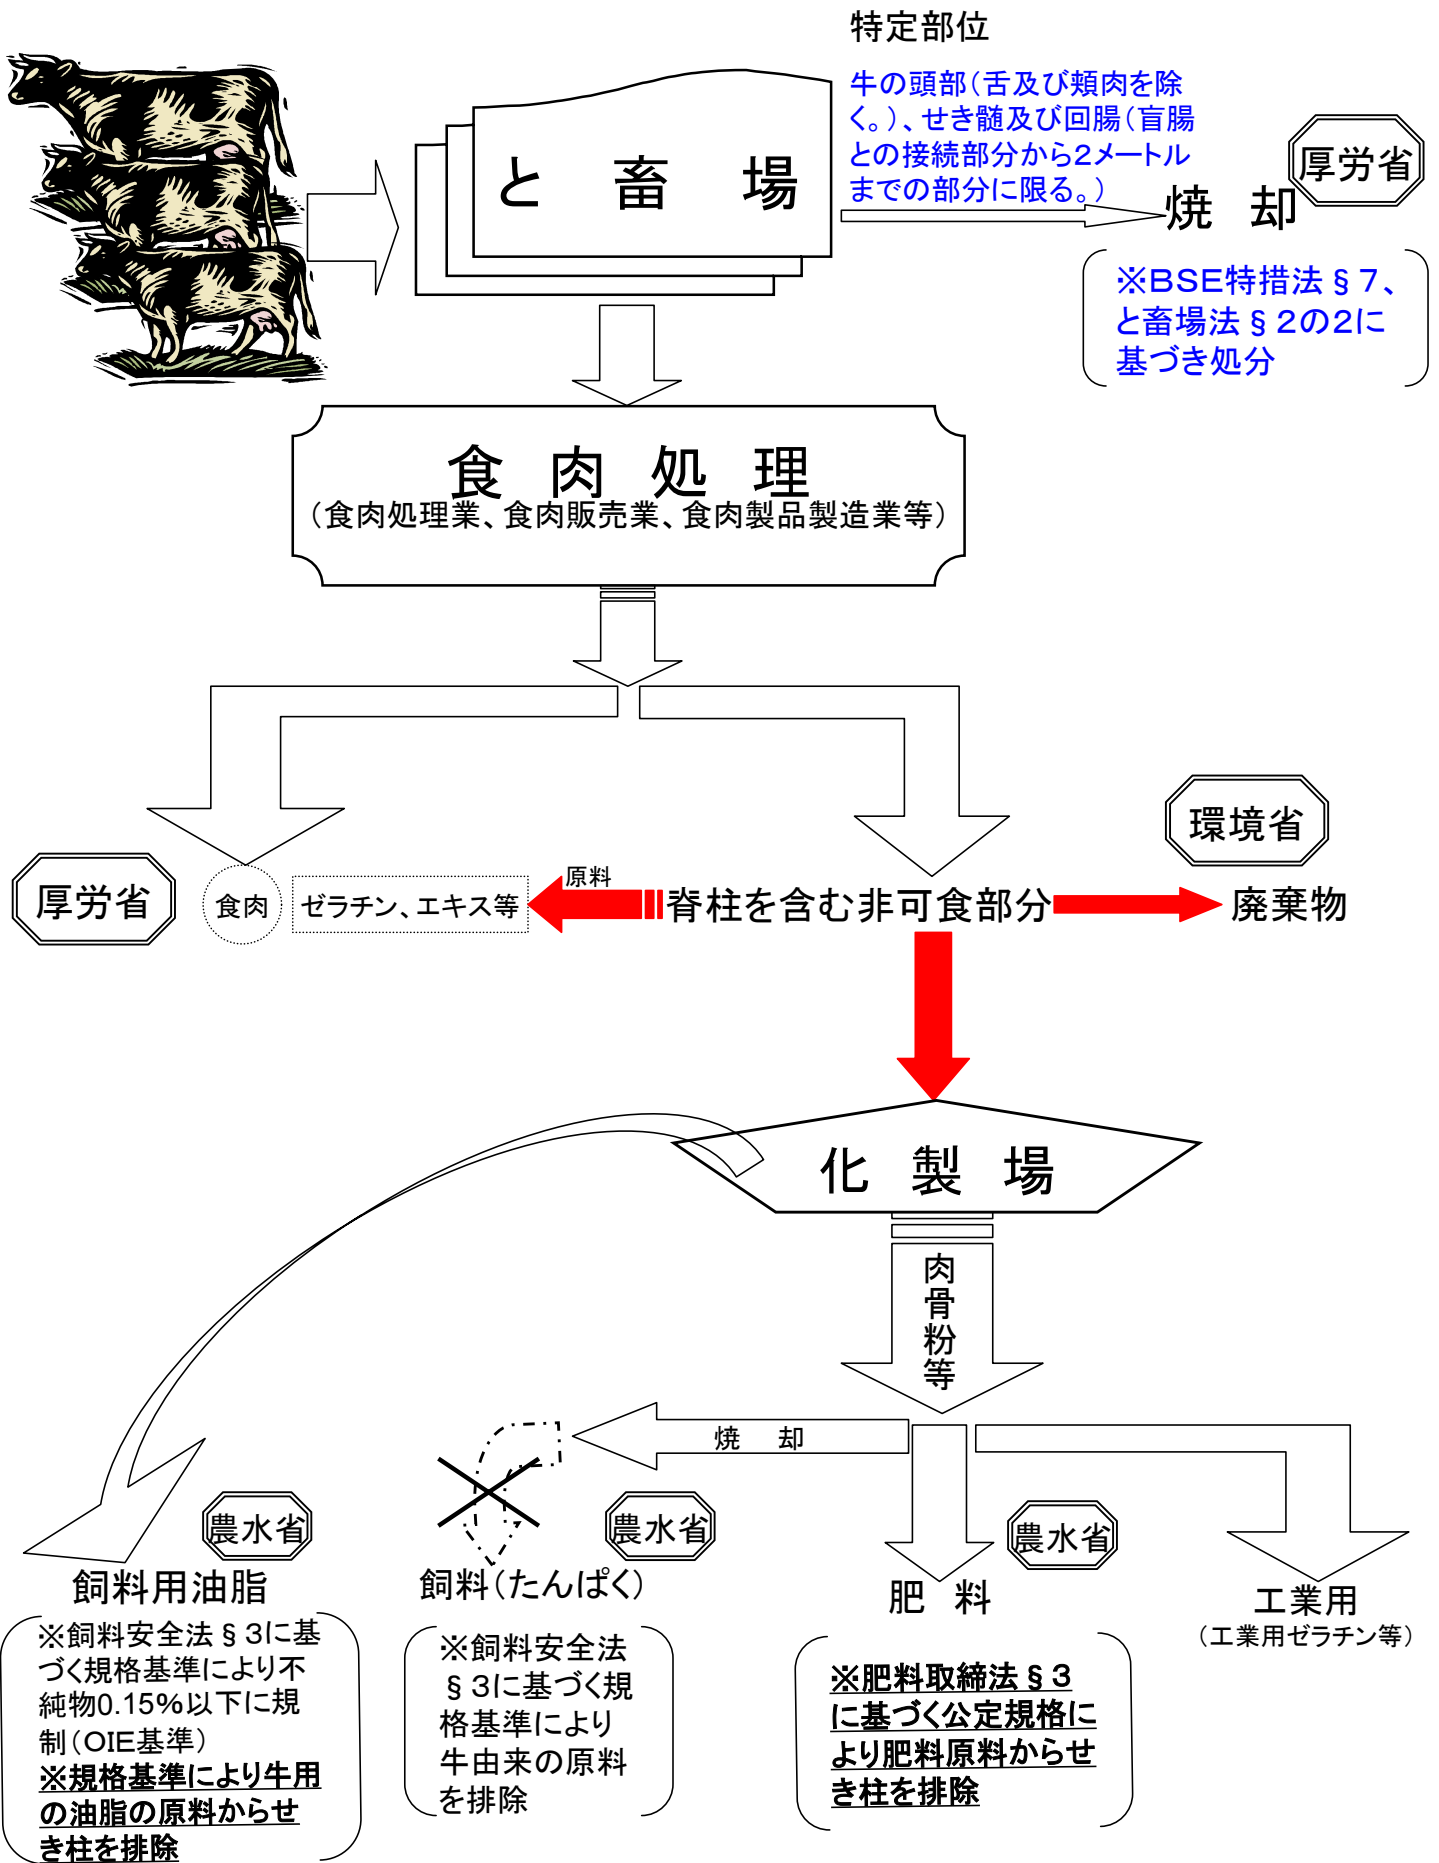 特定部位
牛の頭部（舌及び頬肉を除
く。）、せき髄及び回腸（盲腸
との接続部分から2メートル
までの部分に限る。）
と　畜　場
厚労省
焼　却
※ＢＳＥ特措法§７、
と畜場法§２の２に
基づき処分
食　肉　処　理
（食肉処理業、食肉販売業、食肉製品製造業等）
環境省
厚労省
食肉
ゼラチン、エキス等
原料
脊柱を含む非可食部分
廃棄物
化　製　場
肉骨粉等
焼　却
農水省
農水省
農水省
飼料用油脂
飼料（たんぱく）
肥　料
工業用
（工業用ゼラチン等）
※飼料安全法§３に基
づく規格基準により不
純物0.15%以下に規
制（OIE基準）
※規格基準により牛用
の油脂の原料からせ
き柱を排除
※飼料安全法
§３に基づく規
格基準により
牛由来の原料
を排除
※肥料取締法§３
に基づく公定規格に
より肥料原料からせ
き柱を排除